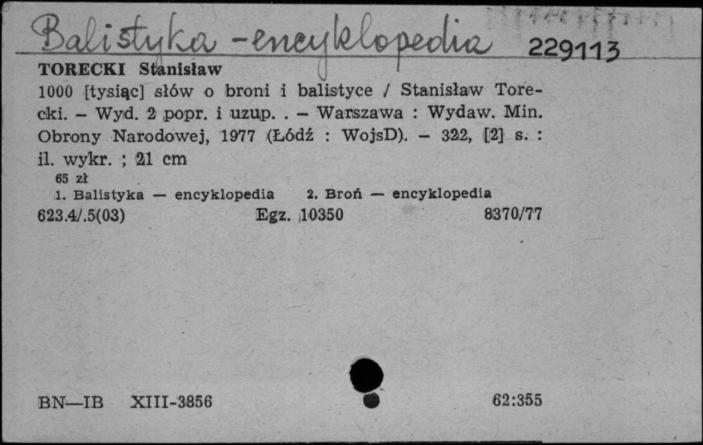 Balistyka - encyklopedia 229113
TORECKI Stanisław
1000 [tysiąc] słów o broni i balistyce / Stanisław Tore-
cki. — Wyd. 2 popr. i uzup. . — Warszawa : Wydaw. Min.
Obrony Narodowej, 1977 (Łódź : WojsD). — 322, [2] s. :
il. wykr. ; 21 cm
65 zł
1. Balistyka — encyklopedia 2. Broń — encyklopedia
623.4/.5(03) Egz. 10350 8370/77
BN—IB XIII-3856 62:355